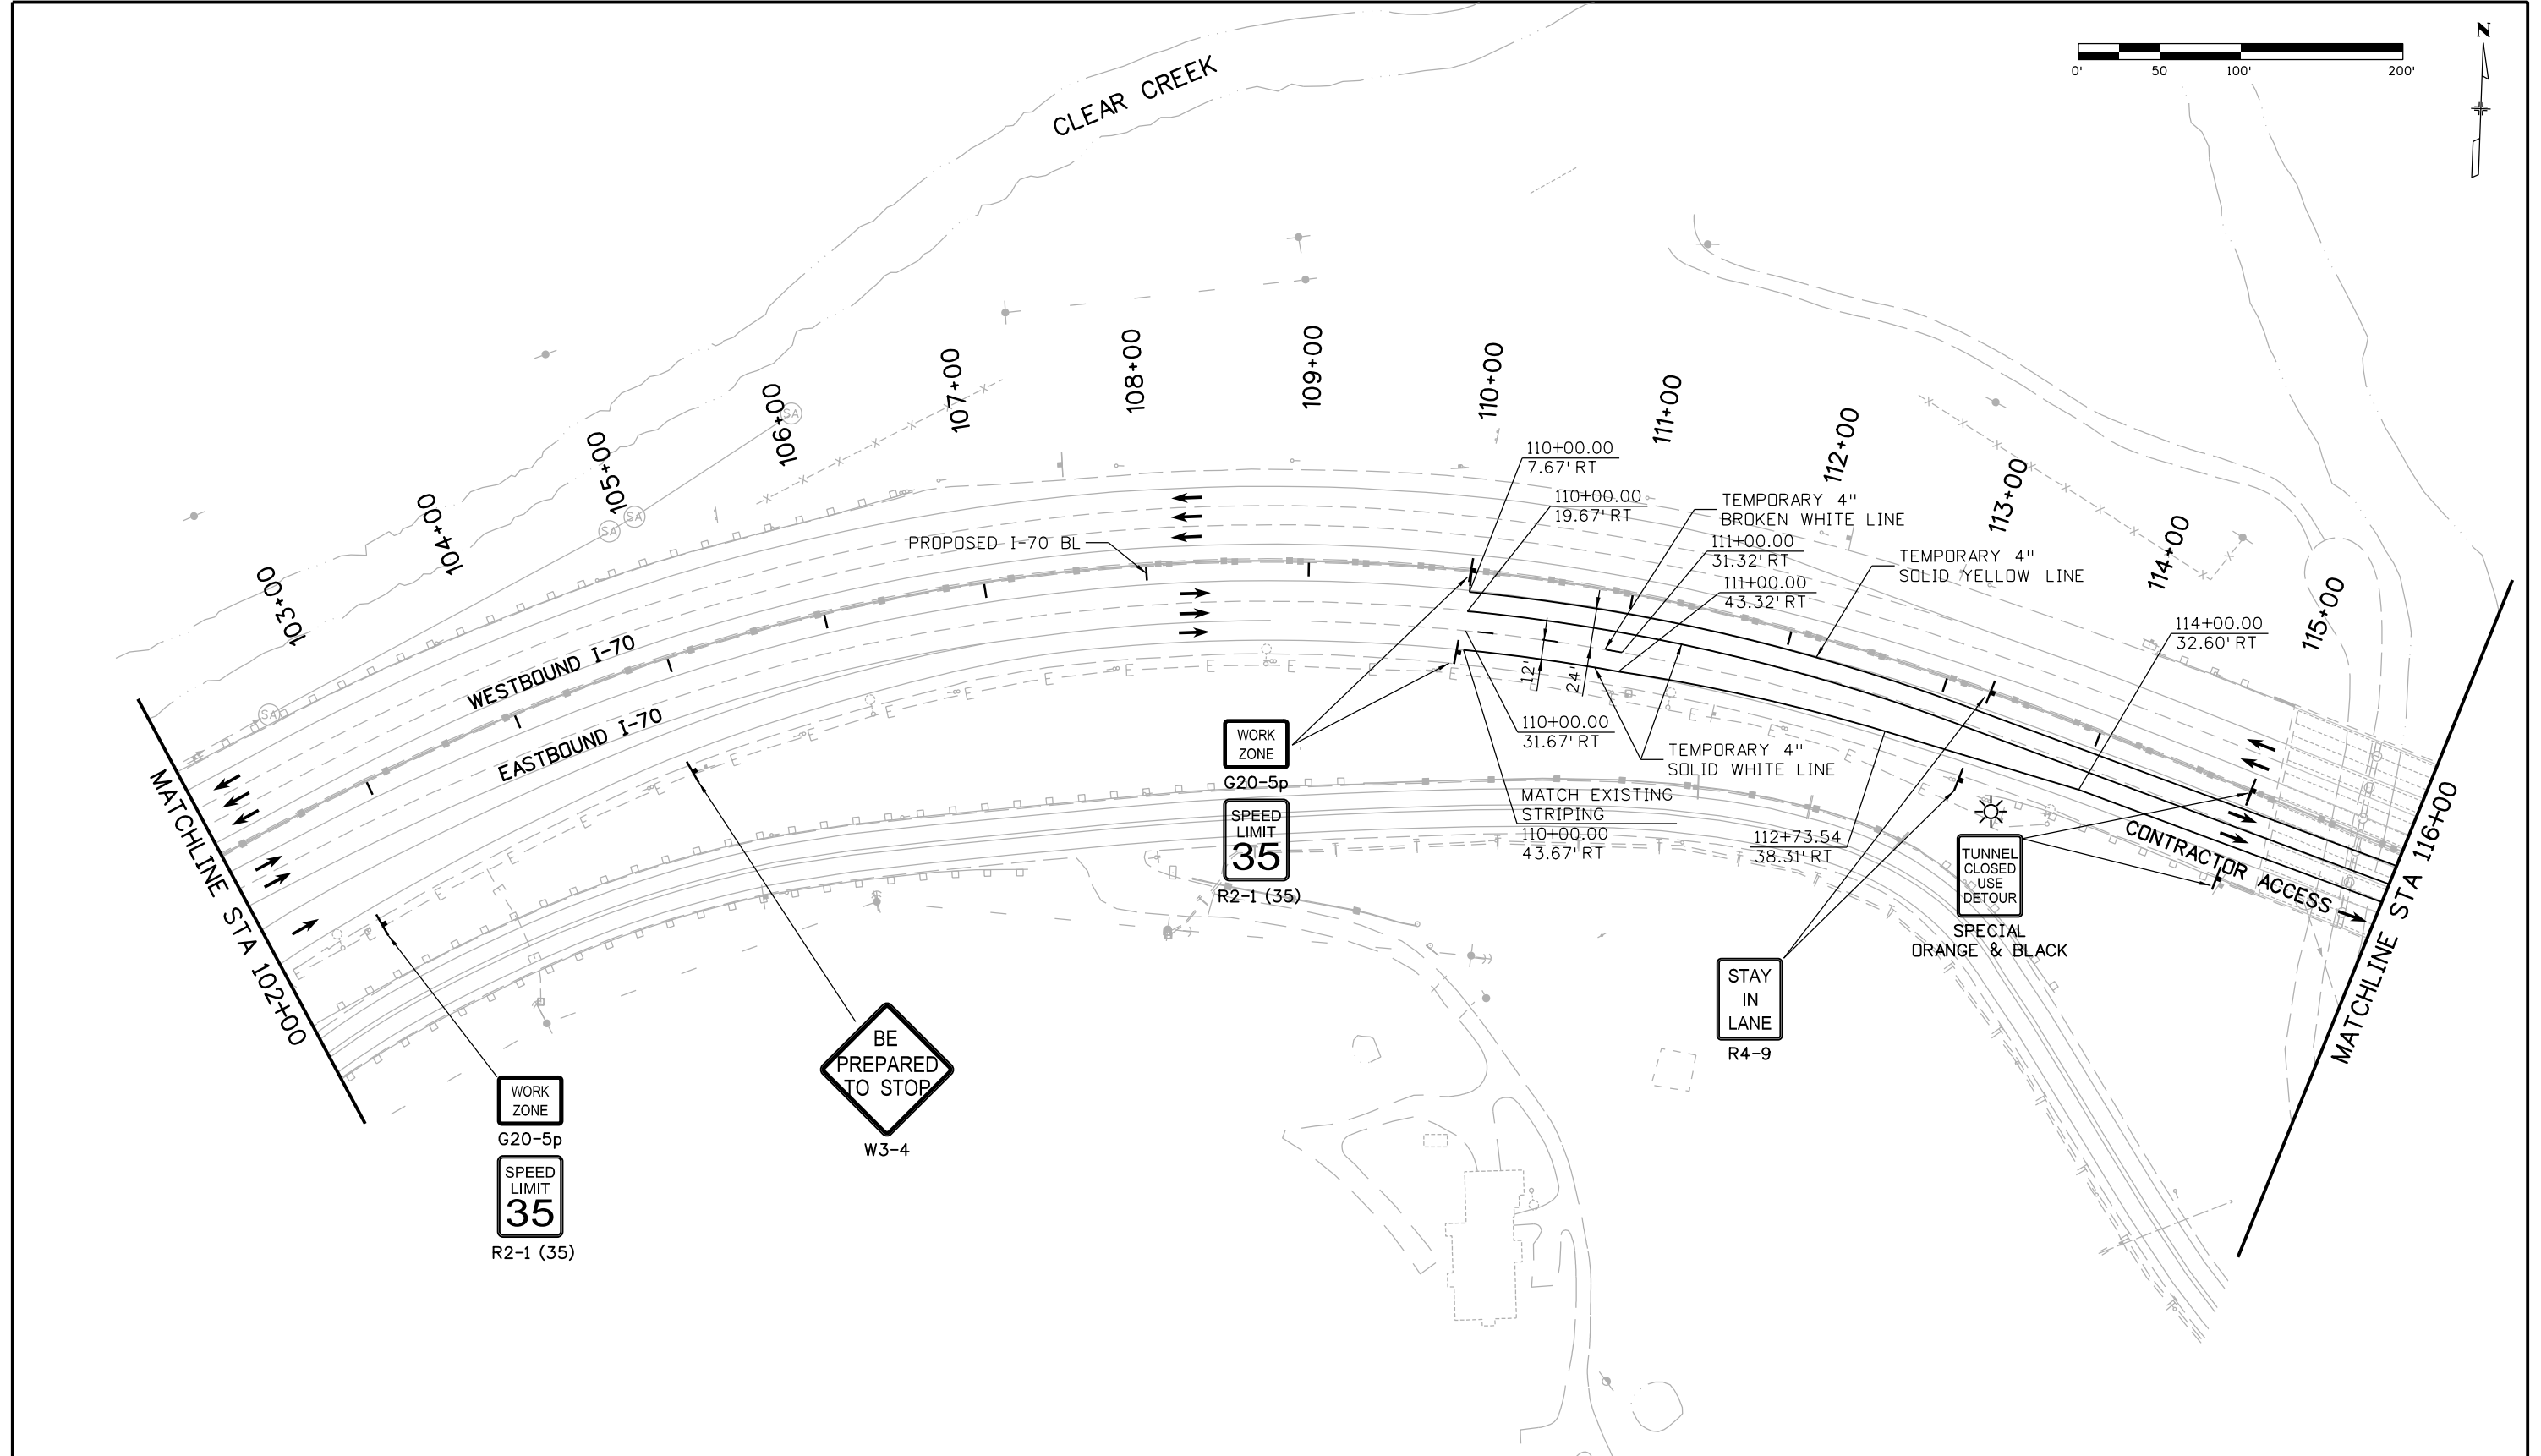 N
0'
50
100'
200'
CLEAR CREEK
103+00
104+00
105+00
106+00
107+00
108+00
109+00
110+00
111+00
112+00
113+00
114+00
115+00
SA
SA
SA
SA
110+00.00
7.67' RT
110+00.00
19.67' RT
TEMPORARY 4"
BROKEN WHITE LINE
111+00.00
31.32' RT
111+00.00
43.32' RT
TEMPORARY 4"
SOLID YELLOW LINE
114+00.00
32.60' RT
PROPOSED I-70 BL
WESTBOUND I-70
EASTBOUND I-70
12'
24'
110+00.00
31.67' RT
TEMPORARY 4"
SOLID WHITE LINE
MATCH EXISTING
STRIPING
110+00.00
43.67' RT
112+73.54
38.31' RT
WORK
ZONE
G20-5p
SPEED
LIMIT
35
R2-1 (35)
TUNNEL
CLOSED
USE
DETOUR
SPECIAL
ORANGE & BLACK
CONTRACTOR ACCESS
STAY
IN
LANE
R4-9
BE
PREPARED
TO STOP
W3-4
WORK
ZONE
G20-5p
SPEED
LIMIT
35
R2-1 (35)
MATCHLINE STA 102+00
MATCHLINE STA 116+00